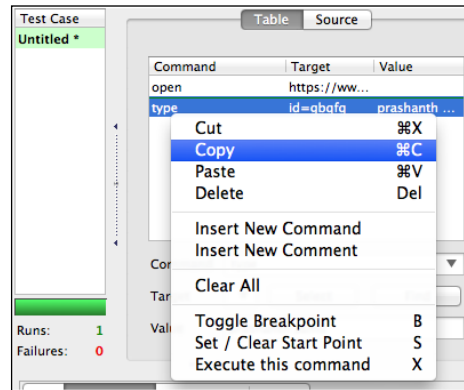 Test Case
Untitled *
Table Source
Command Target Value
open https://ww...
type id=gbqfq prashanth ...
Cut ⌘X
Copy ⌘C
Paste ⌘V
Delete Del
Insert New Command
Insert New Comment
Clear All
Toggle Breakpoint B
Set / Clear Start Point S
Execute this command X
Runs: 1
Failures: 0